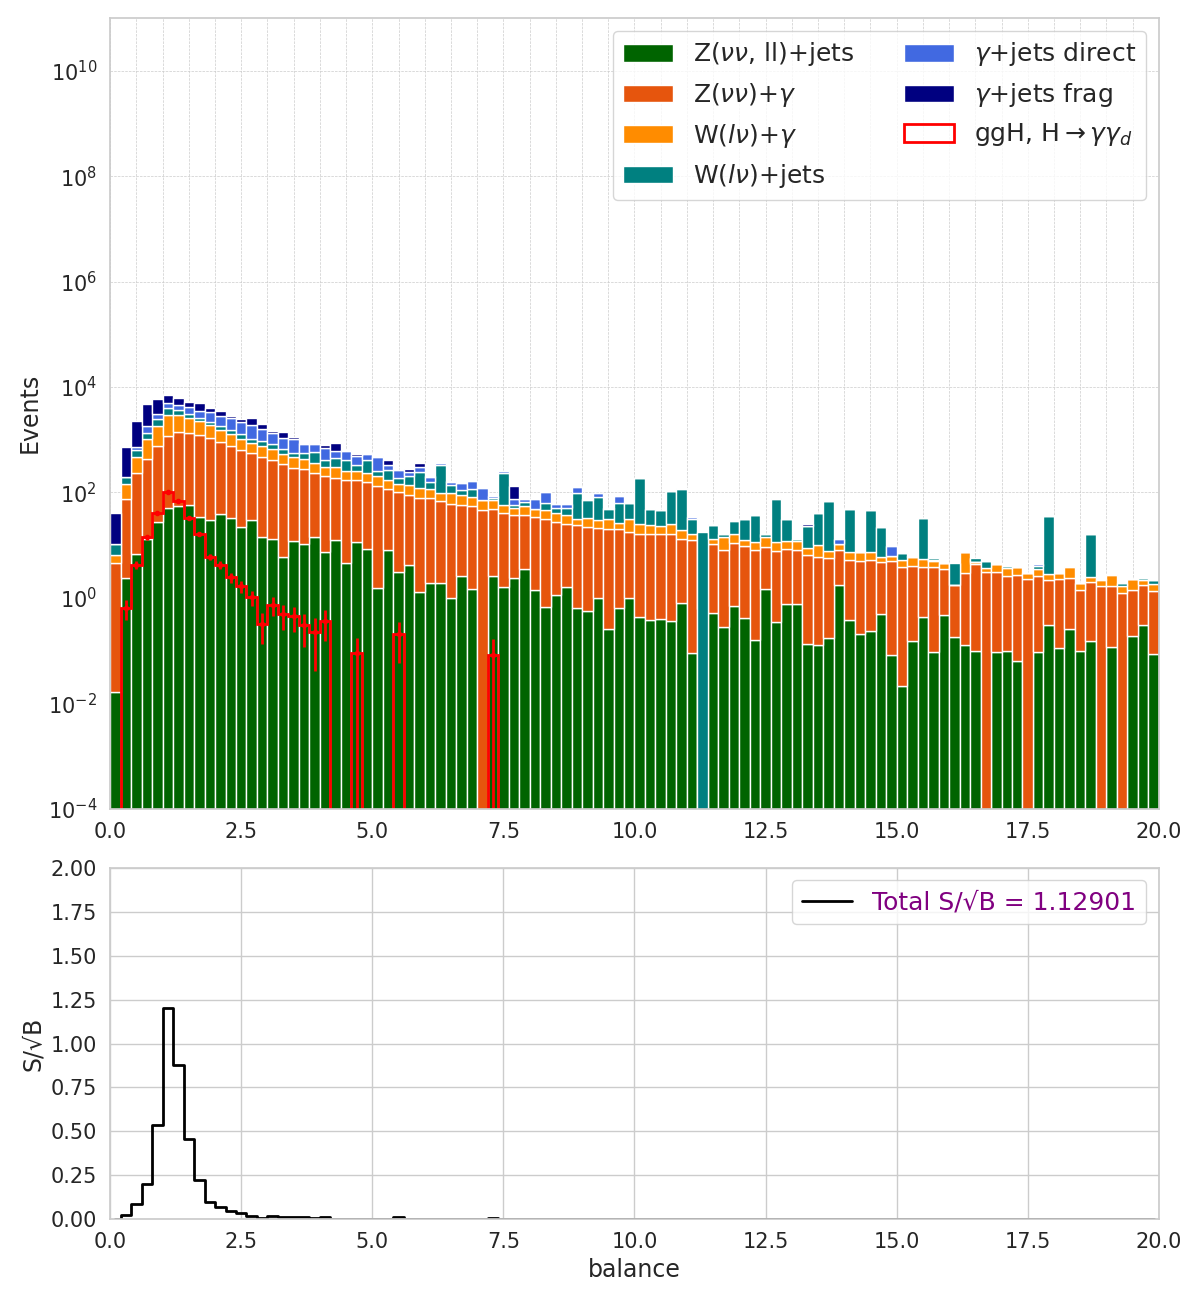 10^10
10^8
10^6
10^4
10^2
10^0
10^−2
10^−4
Events
Z(νν, ll)+jets
Z(νν)+γ
W(lν)+γ
W(lν)+jets
γ+jets direct
γ+jets frag
ggH, H→γγ_d
0.0 2.5 5.0 7.5 10.0 12.5 15.0 17.5 20.0
2.00
1.75
1.50
1.25
1.00
0.75
0.50
0.25
0.00
S/√B
Total S/√B = 1.12901
0.0 2.5 5.0 7.5 10.0 12.5 15.0 17.5 20.0
balance